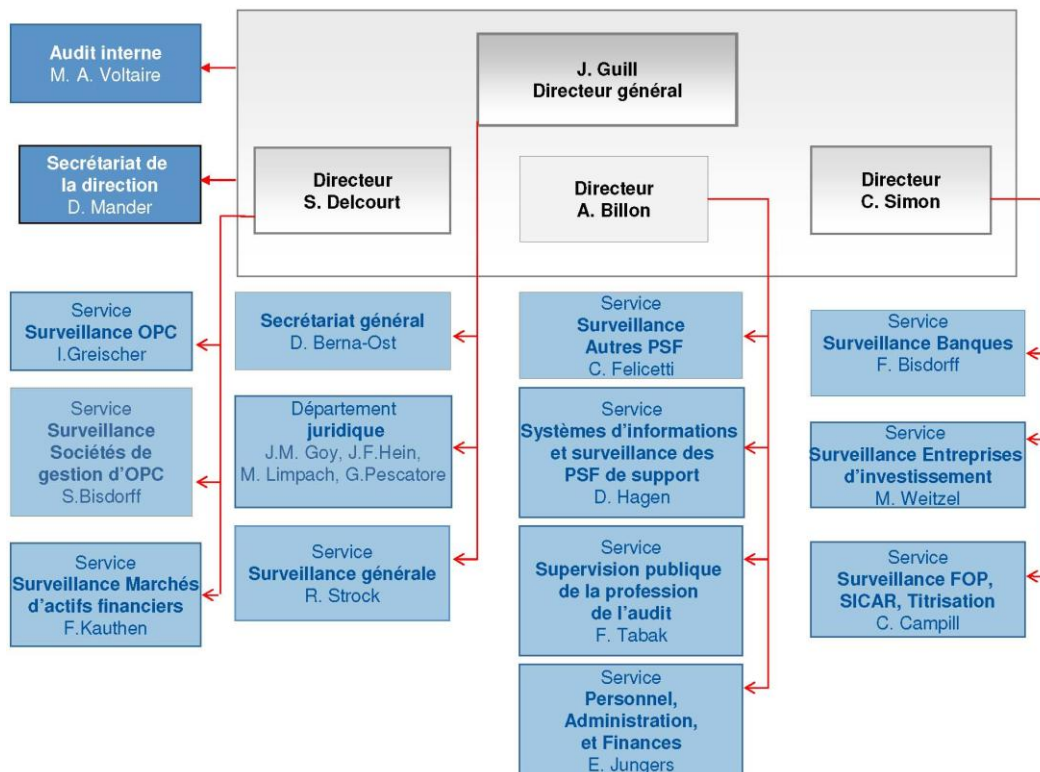 Audit interne
M. A. Voltaire
J. Guill
Directeur général
Secrétariat de
la direction
D. Mander
Directeur
S. Delcourt
Directeur
A. Billon
Directeur
C. Simon
Service
Surveillance OPC
I.Greischer
Service
Surveillance
Sociétés de
gestion d'OPC
S.Bisdorff
Service
Surveillance Marchés
d'actifs financiers
F.Kauthen
Secrétariat général
D. Berna-Ost
Département
juridique
J.M. Goy, J.F.Hein,
M. Limpach, G.Pescatore
Service
Surveillance générale
R. Strock
Service
Surveillance
Autres PSF
C. Felicetti
Service
Systèmes d'informations
et surveillance des
PSF de support
D. Hagen
Service
Supervision publique
de la profession
de l'audit
F. Tabak
Service
Personnel,
Administration,
et Finances
E. Jungers
Service
Surveillance Banques
F. Bisdorff
Service
Surveillance Entreprises
d'investissement
M. Weitzel
Service
Surveillance FOP,
SICAR, Titrisation
C. Campill